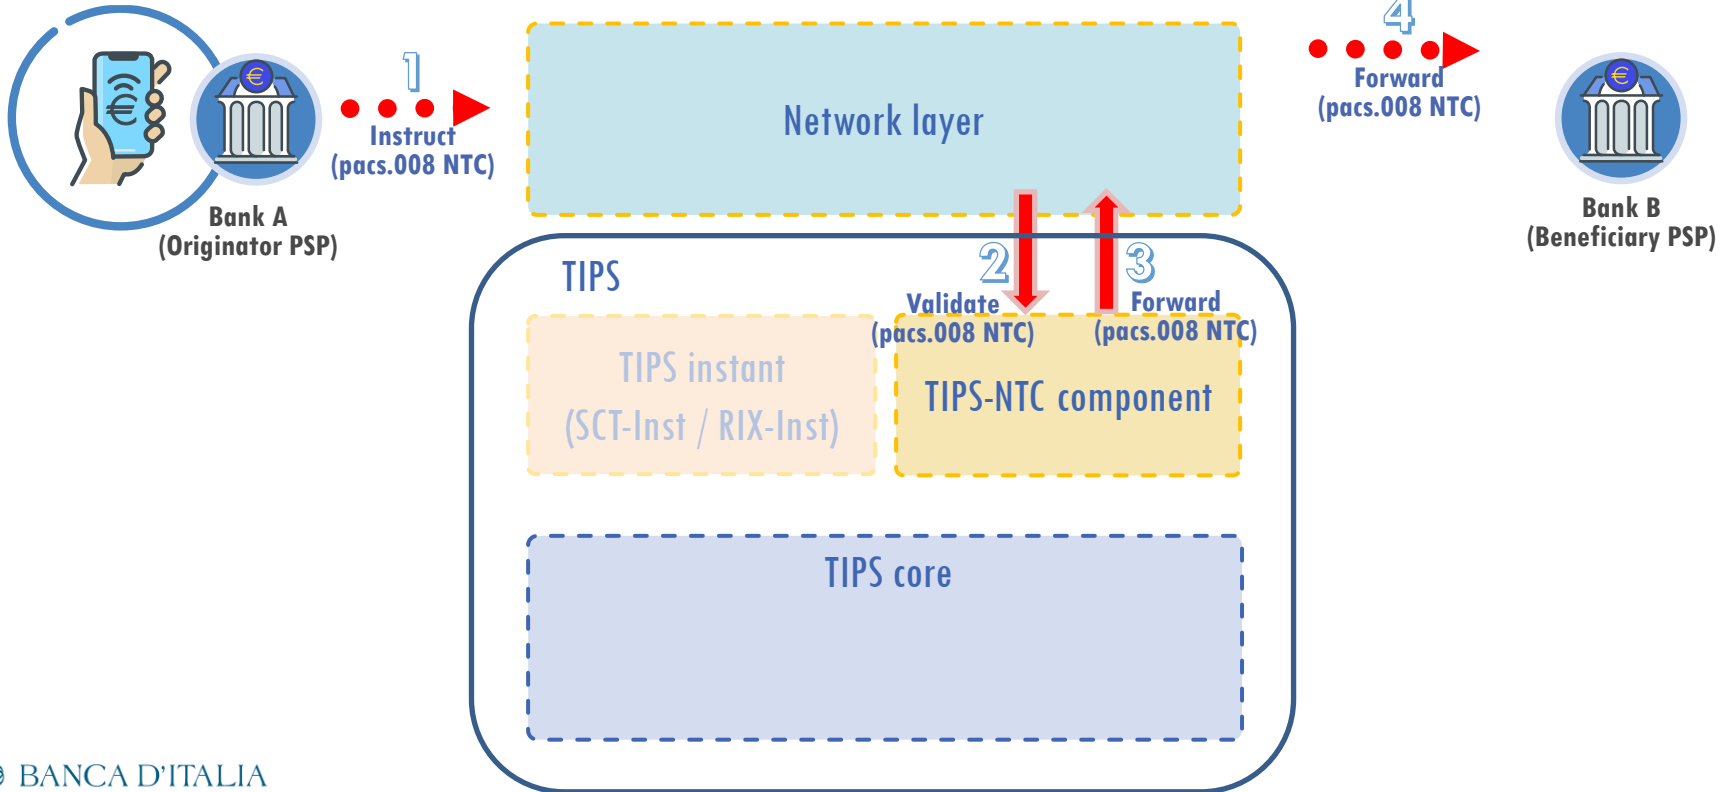 1
Instruct
(pacs.008 NTC)
Bank A
(Originator PSP)
Network layer
4
Forward
(pacs.008 NTC)
Bank B
(Beneficiary PSP)
TIPS
2
Validate
(pacs.008 NTC)
3
Forward
(pacs.008 NTC)
TIPS instant
(SCT-Inst / RIX-Inst)
TIPS-NTC component
TIPS core
BANCA D'ITALIA